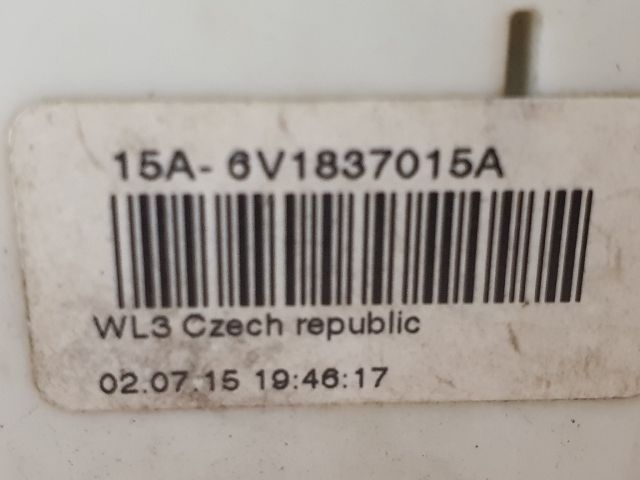 15A- 6V1837015A
WL3 Czech republic
02.07.15 19:46:17